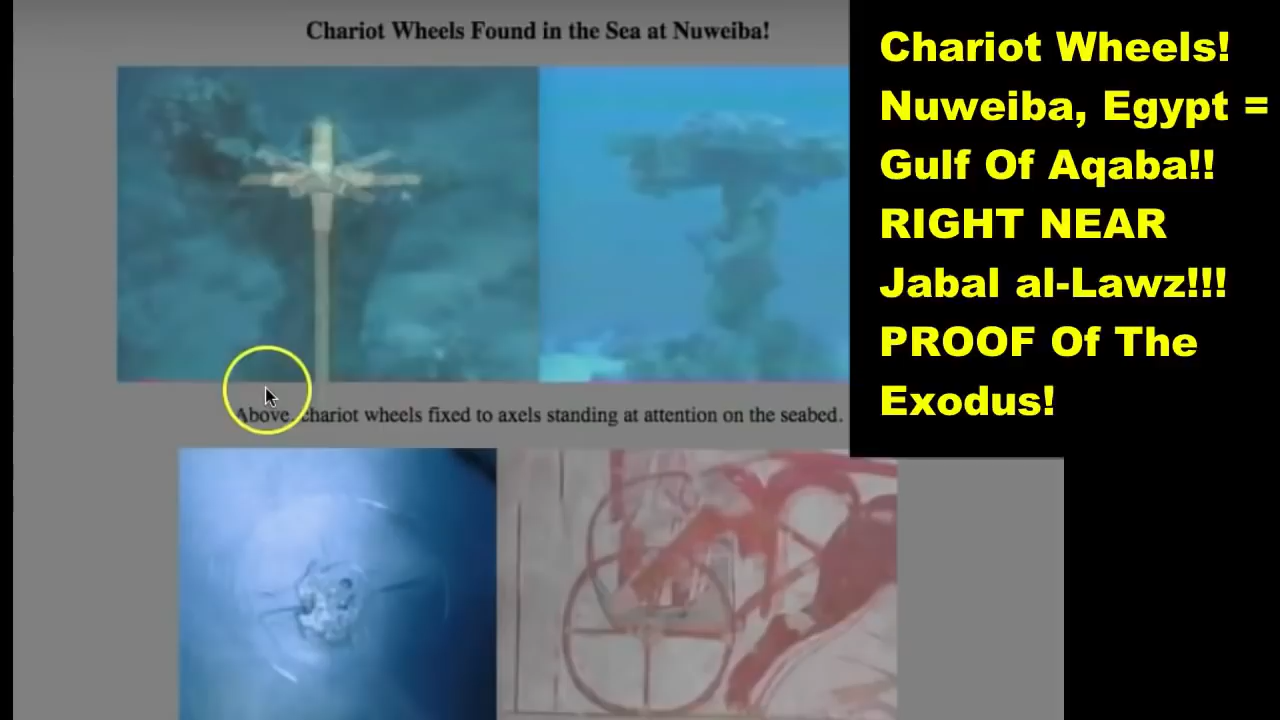 Chariot Wheels Found in the Sea at Nuweiba!
Chariot Wheels!
Nuweiba, Egypt =
Gulf Of Aqaba!!
RIGHT NEAR
Jabal al-Lawz!!!
PROOF Of The
Exodus!
Above, chariot wheels fixed to axels standing at attention on the seabed.